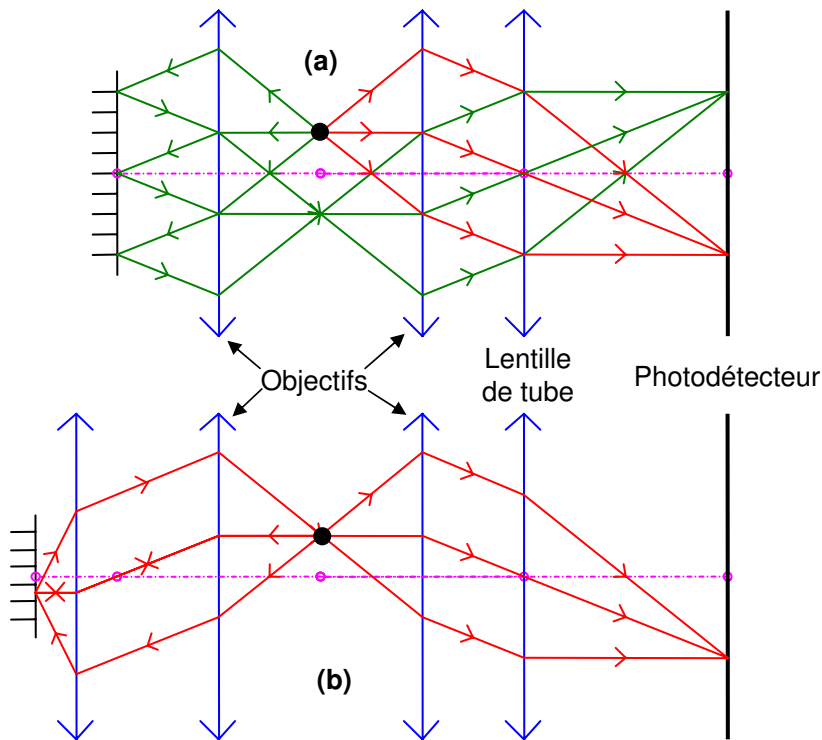 (a)
Objectifs
Lentille
de tube
Photodétecteur
(b)